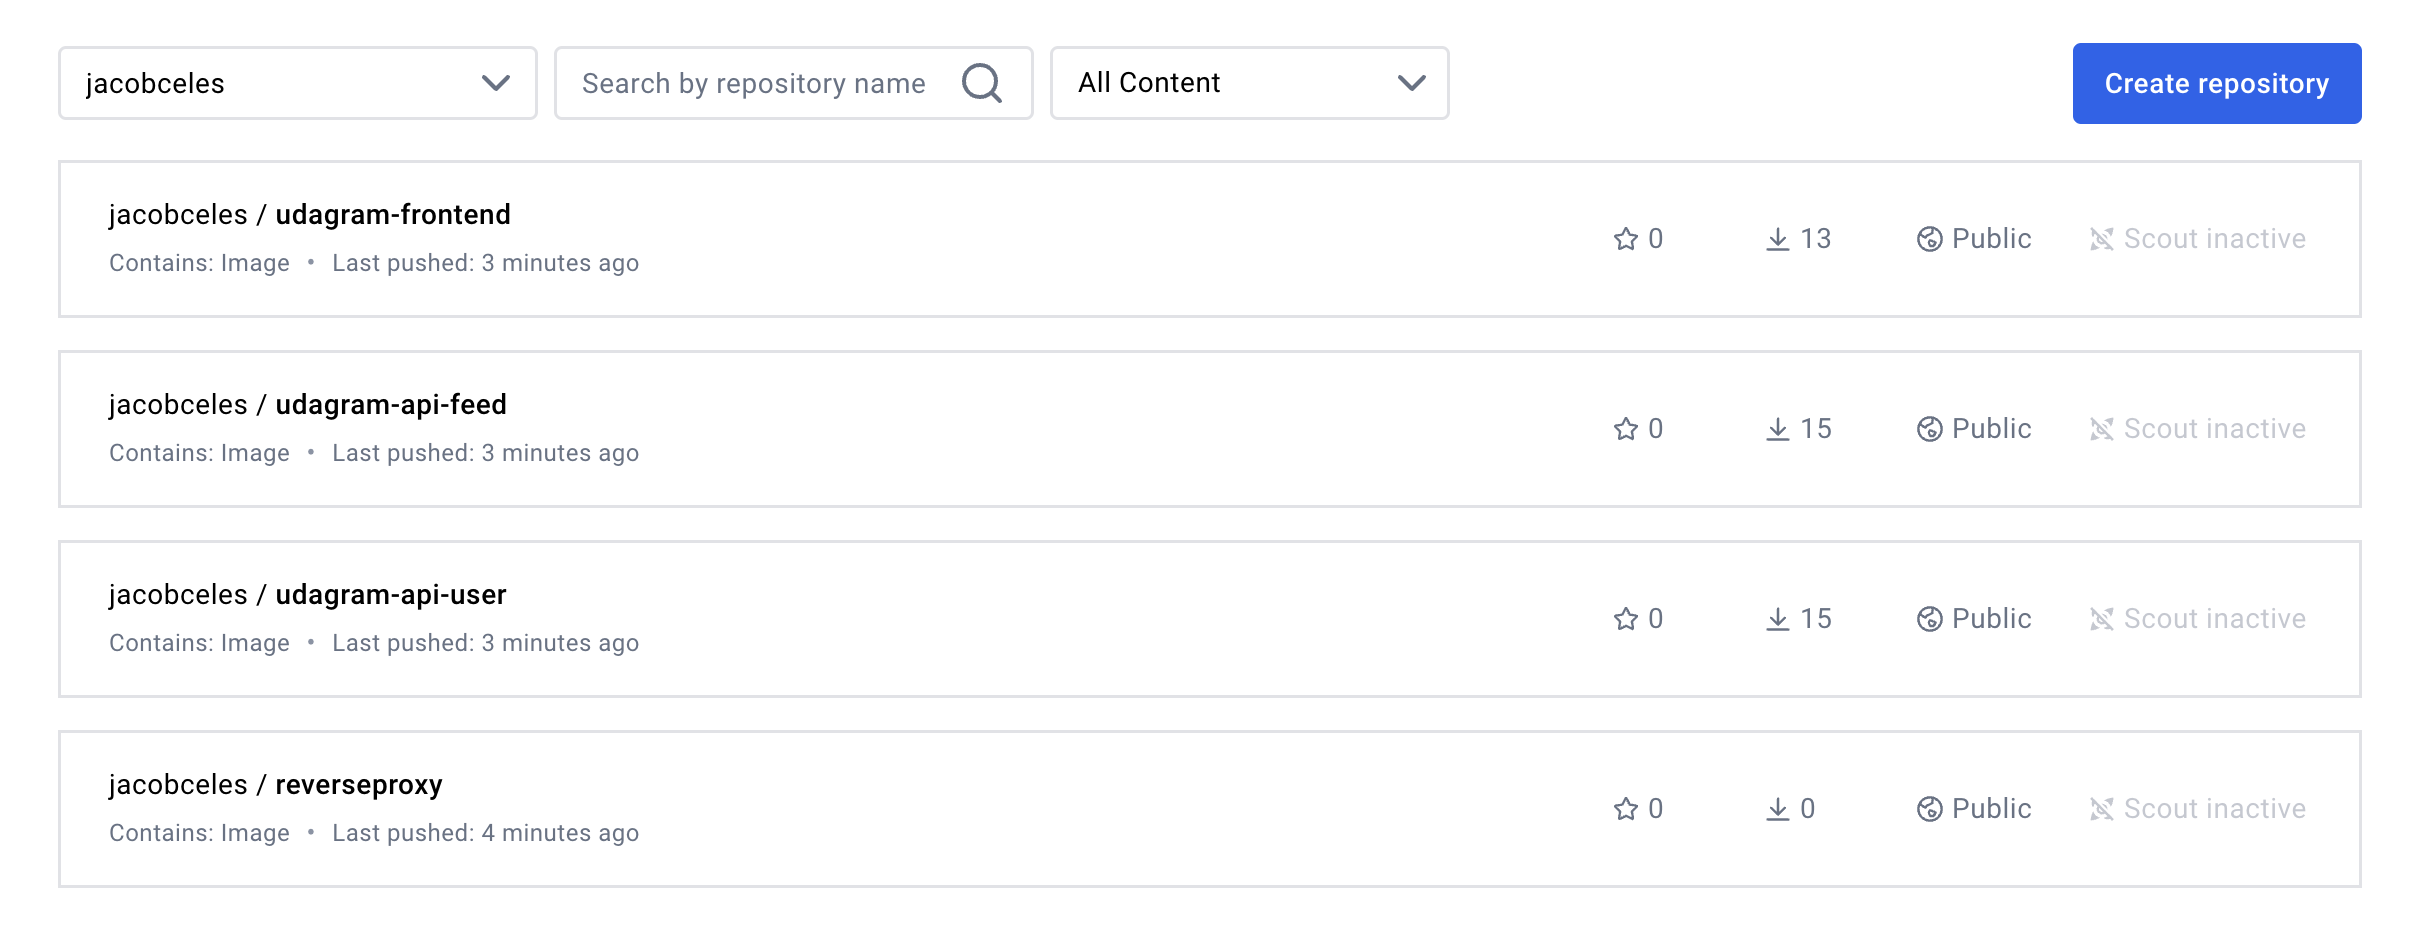 jacobceles
Search by repository name
All Content
Create repository
jacobceles / udagram-frontend
Contains: Image • Last pushed: 3 minutes ago
0
13
Public
Scout inactive
jacobceles / udagram-api-feed
Contains: Image • Last pushed: 3 minutes ago
0
15
Public
Scout inactive
jacobceles / udagram-api-user
Contains: Image • Last pushed: 3 minutes ago
0
15
Public
Scout inactive
jacobceles / reverseproxy
Contains: Image • Last pushed: 4 minutes ago
0
0
Public
Scout inactive